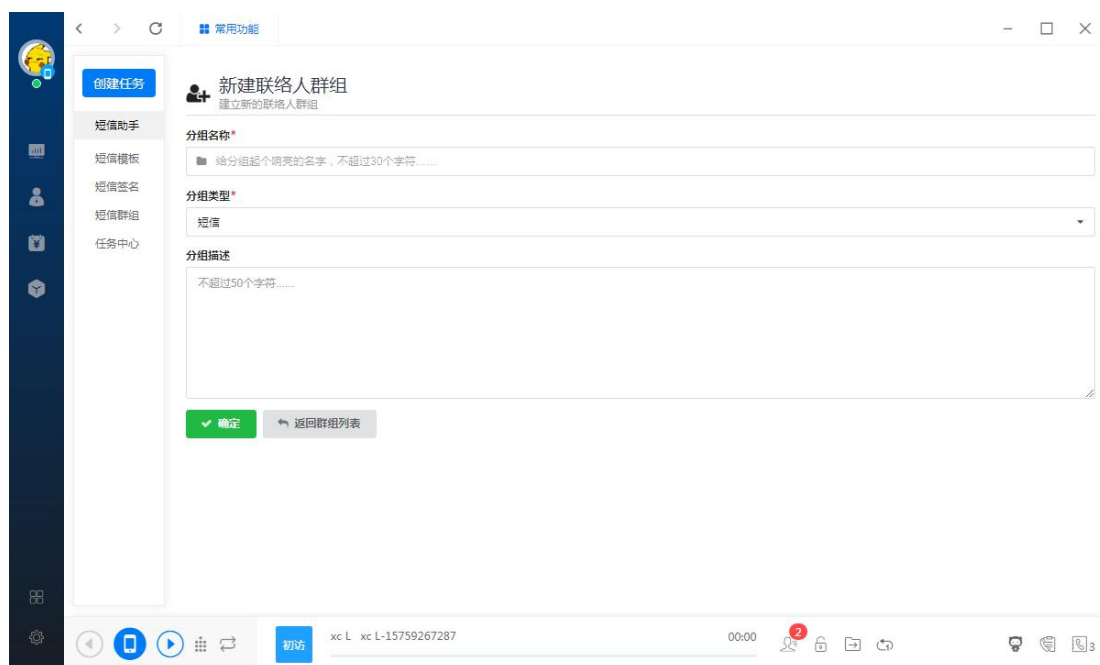 常用功能
创建任务
短信助手
短信模板
短信签名
短信群组
任务中心
新建联络人群组
建立新的联络人群组
分组名称*
给分组起个响亮的名字，不超过30个字符……
分组类型*
短信
分组描述
不超过50个字符……
确定
返回群组列表
初访
xc L xc L-15759267287
00:00
2
3